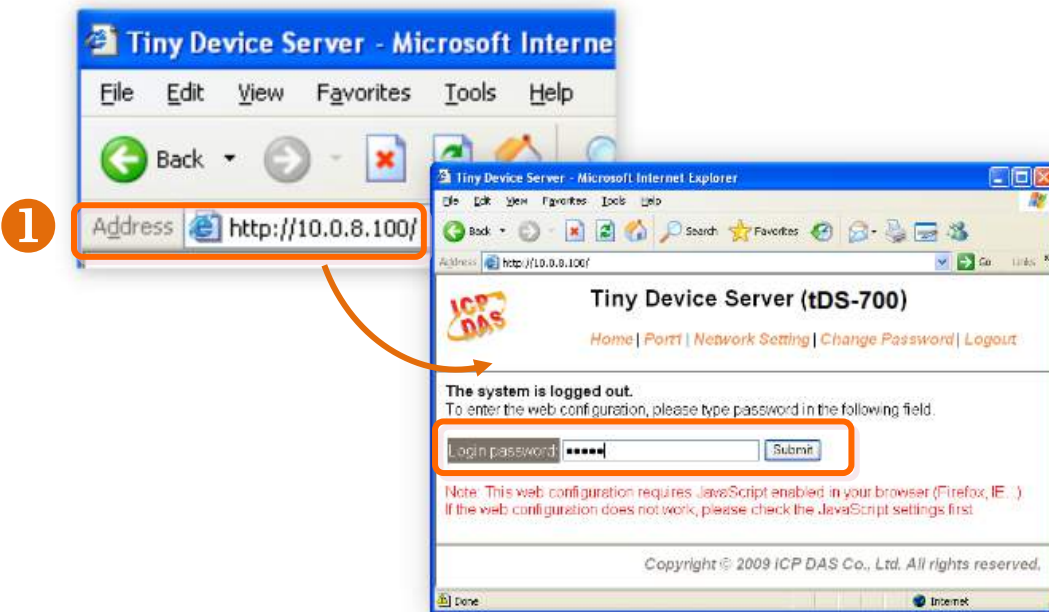 Tiny Device Server - Microsoft Interne
File Edit View Favorites Tools Help
Back
1
Address http://10.0.8.100/
Tiny Device Server - Microsoft Internet Explorer
File Edit View Favorites Tools Help
Back Search Favorites
Address http://10.0.8.100/ Go Links »
ICP DAS
Tiny Device Server (tDS-700)
Home | Port1 | Network Setting | Change Password | Logout
The system is logged out.
To enter the web configuration, please type password in the following field.
Login password: ••••• Submit
Note: This web configuration requires JavaScript enabled in your browser (Firefox, IE...)
If the web configuration does not work, please check the JavaScript settings first
Copyright © 2009 ICP DAS Co., Ltd. All rights reserved.
Done Internet